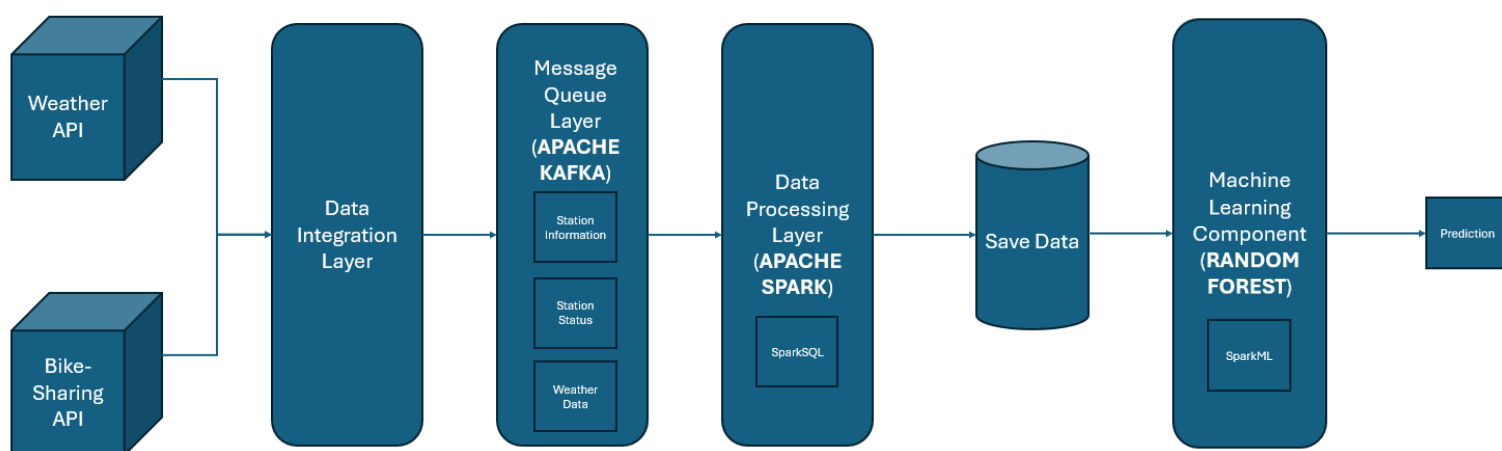 Weather
API
Bike-
Sharing
API
Data
Integration
Layer
Message
Queue
Layer
(APACHE
KAFKA)
Station
Information
Station
Status
Weather
Data
Data
Processing
Layer
(APACHE
SPARK)
SparkSQL
Save Data
Machine
Learning
Component
(RANDOM
FOREST)
SparkML
Prediction